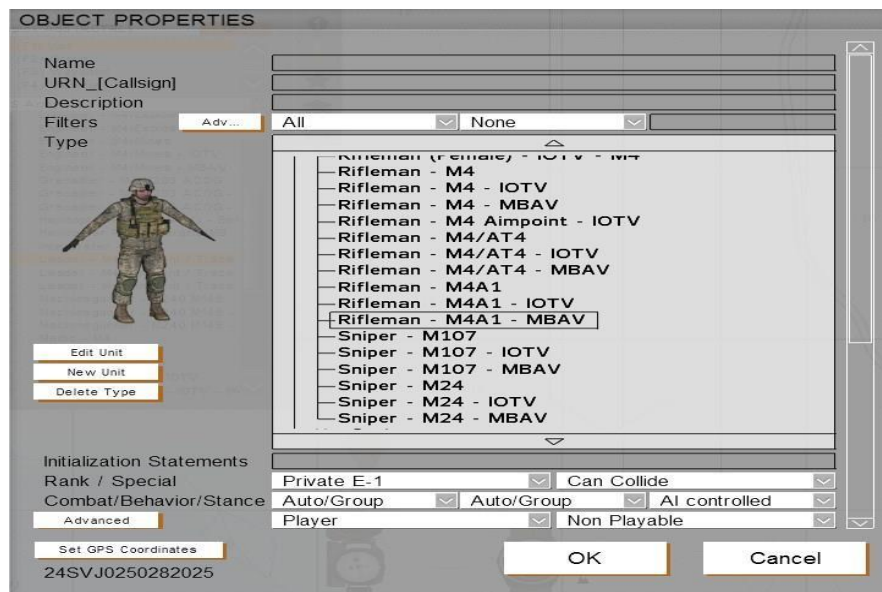 OBJECT PROPERTIES
Name
URN_[Callsign]
Description
Filters Adv... All None
Type
Rifleman (Female) - IOTV - M4
Rifleman - M4
Rifleman - M4 - IOTV
Rifleman - M4 - MBAV
Rifleman - M4 Aimpoint - IOTV
Rifleman - M4/AT4
Rifleman - M4/AT4 - IOTV
Rifleman - M4/AT4 - MBAV
Rifleman - M4A1
Rifleman - M4A1 - IOTV
Rifleman - M4A1 - MBAV
Sniper - M107
Sniper - M107 - IOTV
Sniper - M107 - MBAV
Sniper - M24
Sniper - M24 - IOTV
Sniper - M24 - MBAV
Edit Unit
New Unit
Delete Type
Initialization Statements
Rank / Special Private E-1 Can Collide
Combat/Behavior/Stance Auto/Group Auto/Group AI controlled
Advanced Player Non Playable
Set GPS Coordinates OK Cancel
24SVJ0250282025